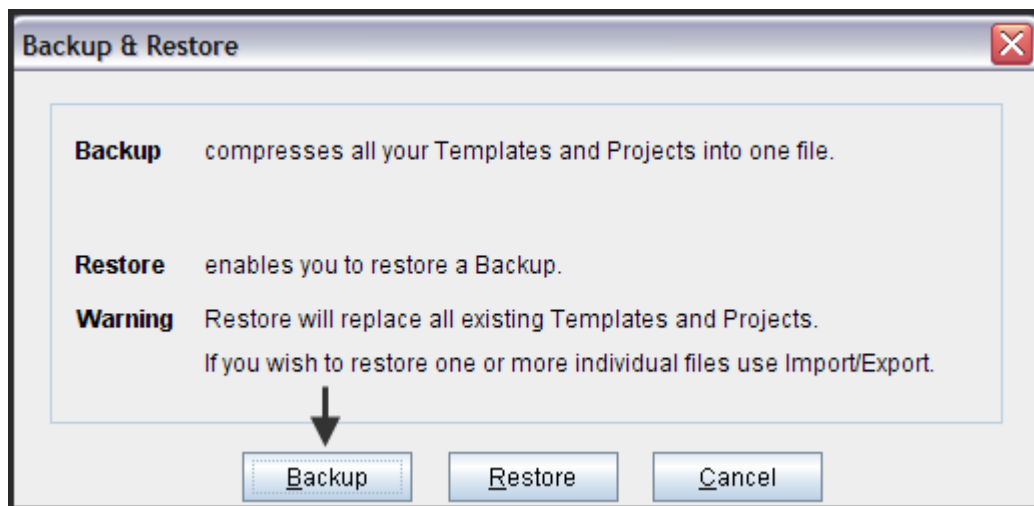 Backup & Restore
Backup compresses all your Templates and Projects into one file.
Restore enables you to restore a Backup.
Warning Restore will replace all existing Templates and Projects.
If you wish to restore one or more individual files use Import/Export.
Backup Restore Cancel